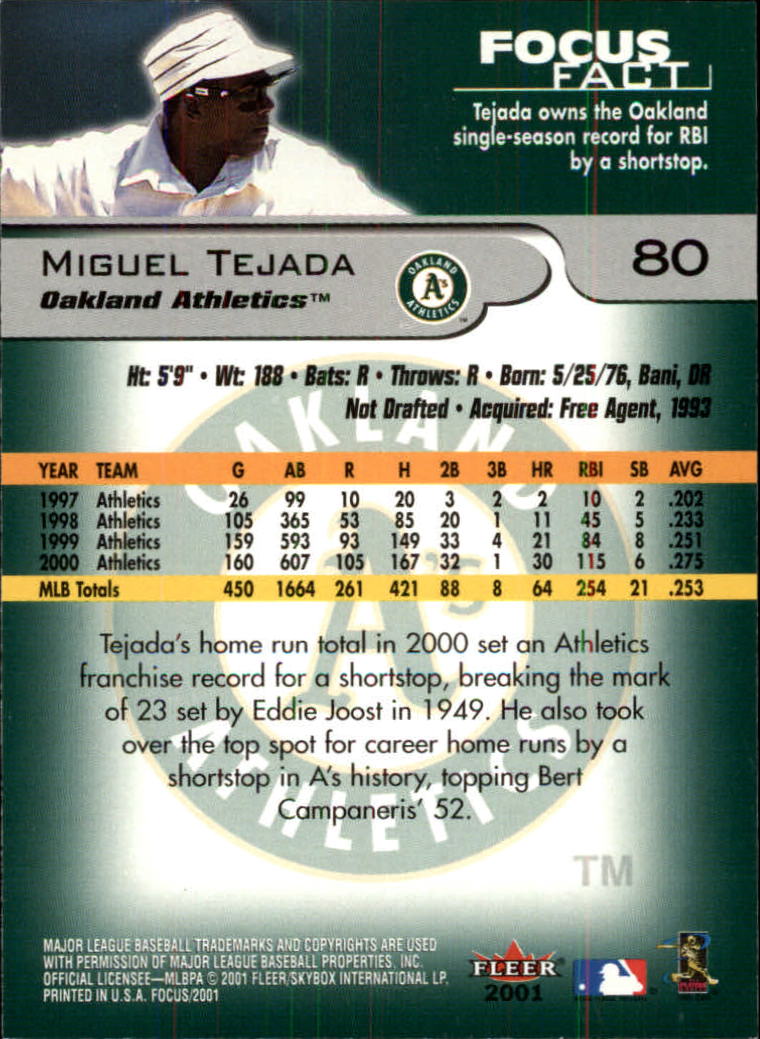 FOCUS
FACT
Tejada owns the Oakland
single-season record for RBI
by a shortstop.
MIGUEL TEJADA
80
Oakland Athletics™
OAKLAND
A's
ATHLETICS
TM
Ht: 5'9" • Wt: 188 • Bats: R • Throws: R • Born: 5/25/76, Bani, DR
Not Drafted • Acquired: Free Agent, 1993
OAKLAND
A's
ATHLETICS
TM
YEAR TEAM G AB R H 2B 3B HR RBI SB AVG
1997 Athletics 26 99 10 20 3 2 2 10 2 .202
1998 Athletics 105 365 53 85 20 1 11 45 5 .233
1999 Athletics 159 593 93 149 33 4 21 84 8 .251
2000 Athletics 160 607 105 167 32 1 30 115 6 .275
MLB Totals 450 1664 261 421 88 8 64 254 21 .253
Tejada's home run total in 2000 set an Athletics
franchise record for a shortstop, breaking the mark
of 23 set by Eddie Joost in 1949. He also took
over the top spot for career home runs by a
shortstop in A's history, topping Bert
Campaneris' 52.
MAJOR LEAGUE BASEBALL TRADEMARKS AND COPYRIGHTS ARE USED
WITH PERMISSION OF MAJOR LEAGUE BASEBALL PROPERTIES, INC.
OFFICIAL LICENSEE—MLBPA © 2001 FLEER/SKYBOX INTERNATIONAL LP.
PRINTED IN U.S.A. FOCUS/2001
FLEER
2001